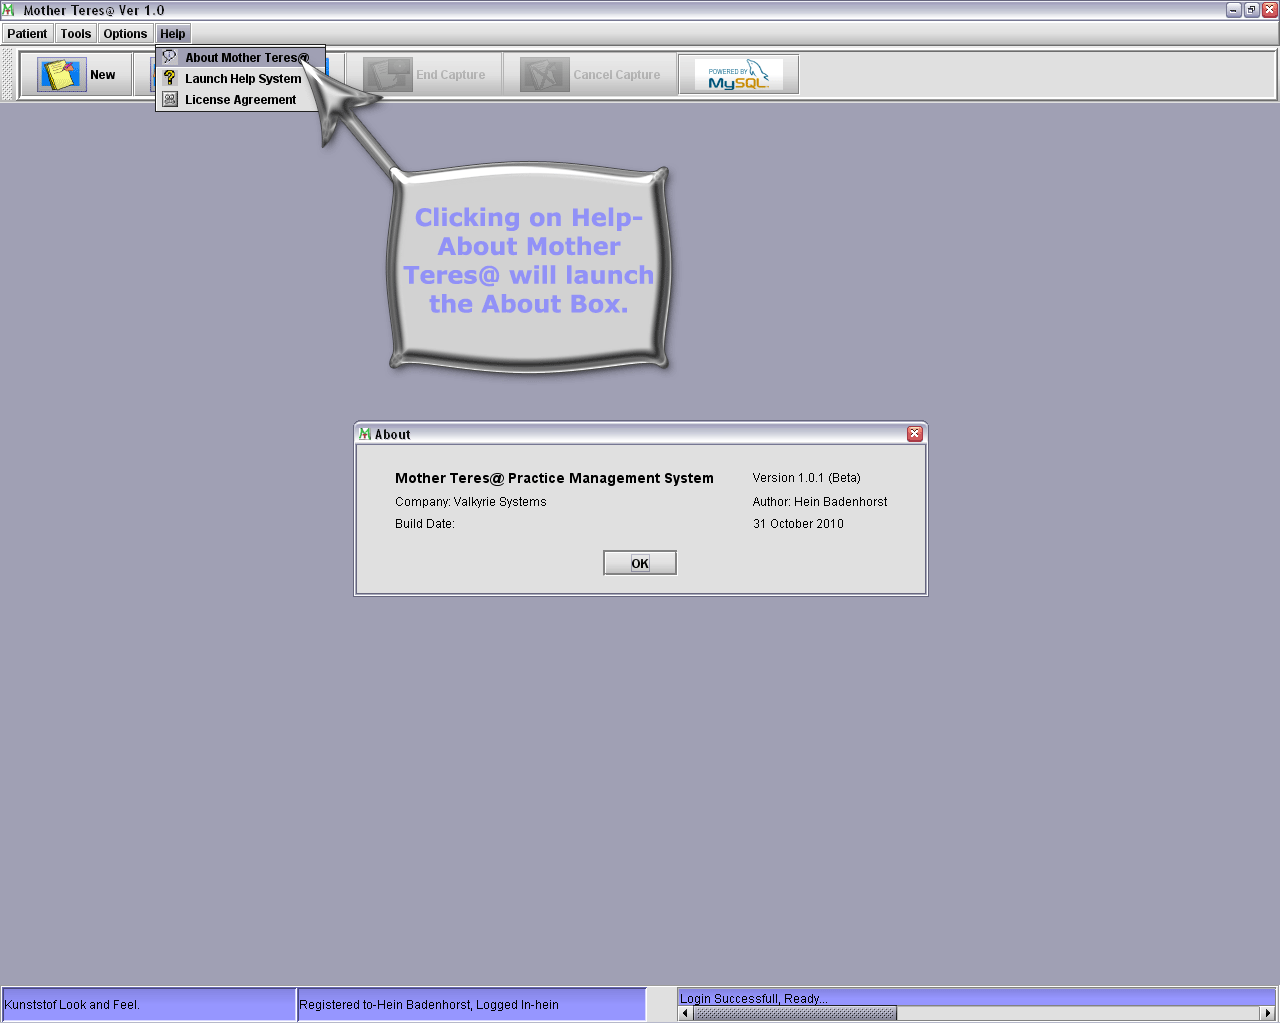 Mother Teres@ Ver 1.0
Patient Tools Options Help
About Mother Teres@
Launch Help System
License Agreement
New
End Capture
Cancel Capture
POWERED BY
MySQL
Clicking on Help-
About Mother
Teres@ will launch
the About Box.
About
Mother Teres@ Practice Management System Version 1.0.1 (Beta)
Company: Valkyrie Systems Author: Hein Badenhorst
Build Date: 31 October 2010
OK
Kunststof Look and Feel.
Registered to-Hein Badenhorst, Logged In-hein
Login Successfull, Ready...